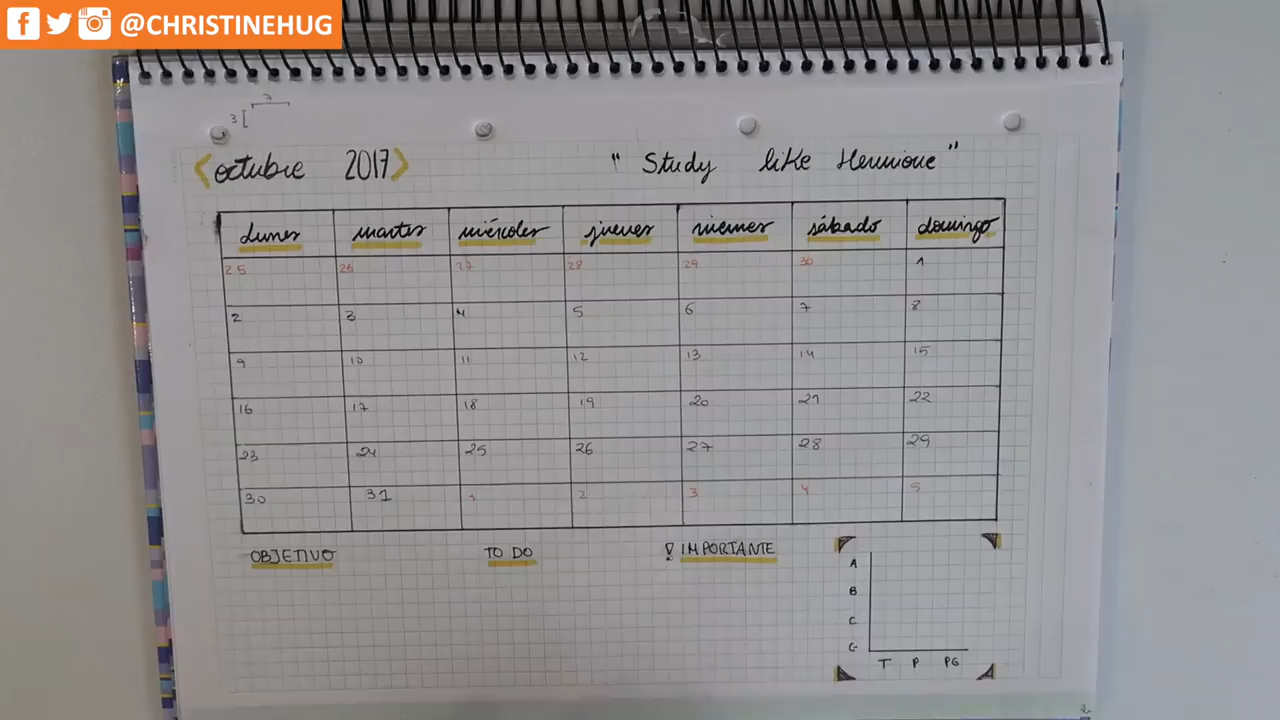 @CHRISTINEHUG
7
3
octubre 2017 "Study like Hermione"
Lunes martes miércoles jueves viernes sábado domingo
25 26 27 28 29 30 1
2 3 4 5 6 7 8
9 10 11 12 13 14 15
16 17 18 19 20 21 22
23 24 25 26 27 28 29
30 31 1 2 3 4 5
OBJETIVO TO DO ! IMPORTANTE
A
B
C
G
T P PG